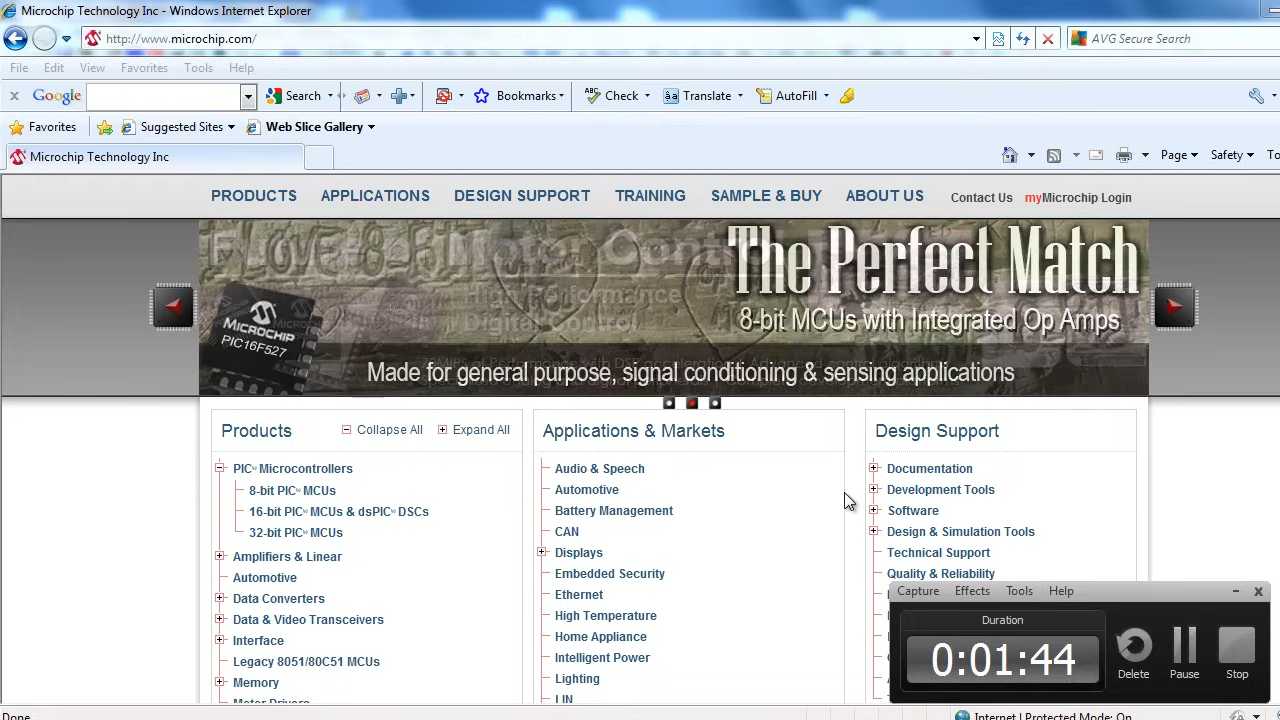 Microchip Technology Inc - Windows Internet Explorer
http://www.microchip.com/
AVG Secure Search
File Edit View Favorites Tools Help
x Google Search Bookmarks Check Translate AutoFill
Favorites Suggested Sites Web Slice Gallery
Microchip Technology Inc
Page Safety To
PRODUCTS APPLICATIONS DESIGN SUPPORT TRAINING SAMPLE & BUY ABOUT US Contact Us myMicrochip Login
The Perfect Match
Motor Control
Performance
8-bit MCUs with Integrated Op Amps
MICROCHIP
PIC16F527
Made for general purpose, signal conditioning & sensing applications
Products Collapse All Expand All
PIC® Microcontrollers
8-bit PIC® MCUs
16-bit PIC® MCUs & dsPIC® DSCs
32-bit PIC® MCUs
Amplifiers & Linear
Automotive
Data Converters
Data & Video Transceivers
Interface
Legacy 8051/80C51 MCUs
Memory
Motor Drivers
Applications & Markets
Audio & Speech
Automotive
Battery Management
CAN
Displays
Embedded Security
Ethernet
High Temperature
Home Appliance
Intelligent Power
Lighting
LIN
Design Support
Documentation
Development Tools
Software
Design & Simulation Tools
Technical Support
Quality & Reliability
Capture Effects Tools Help
Duration
0:01:44
Delete Pause Stop
Done
Internet | Protected Mode: On